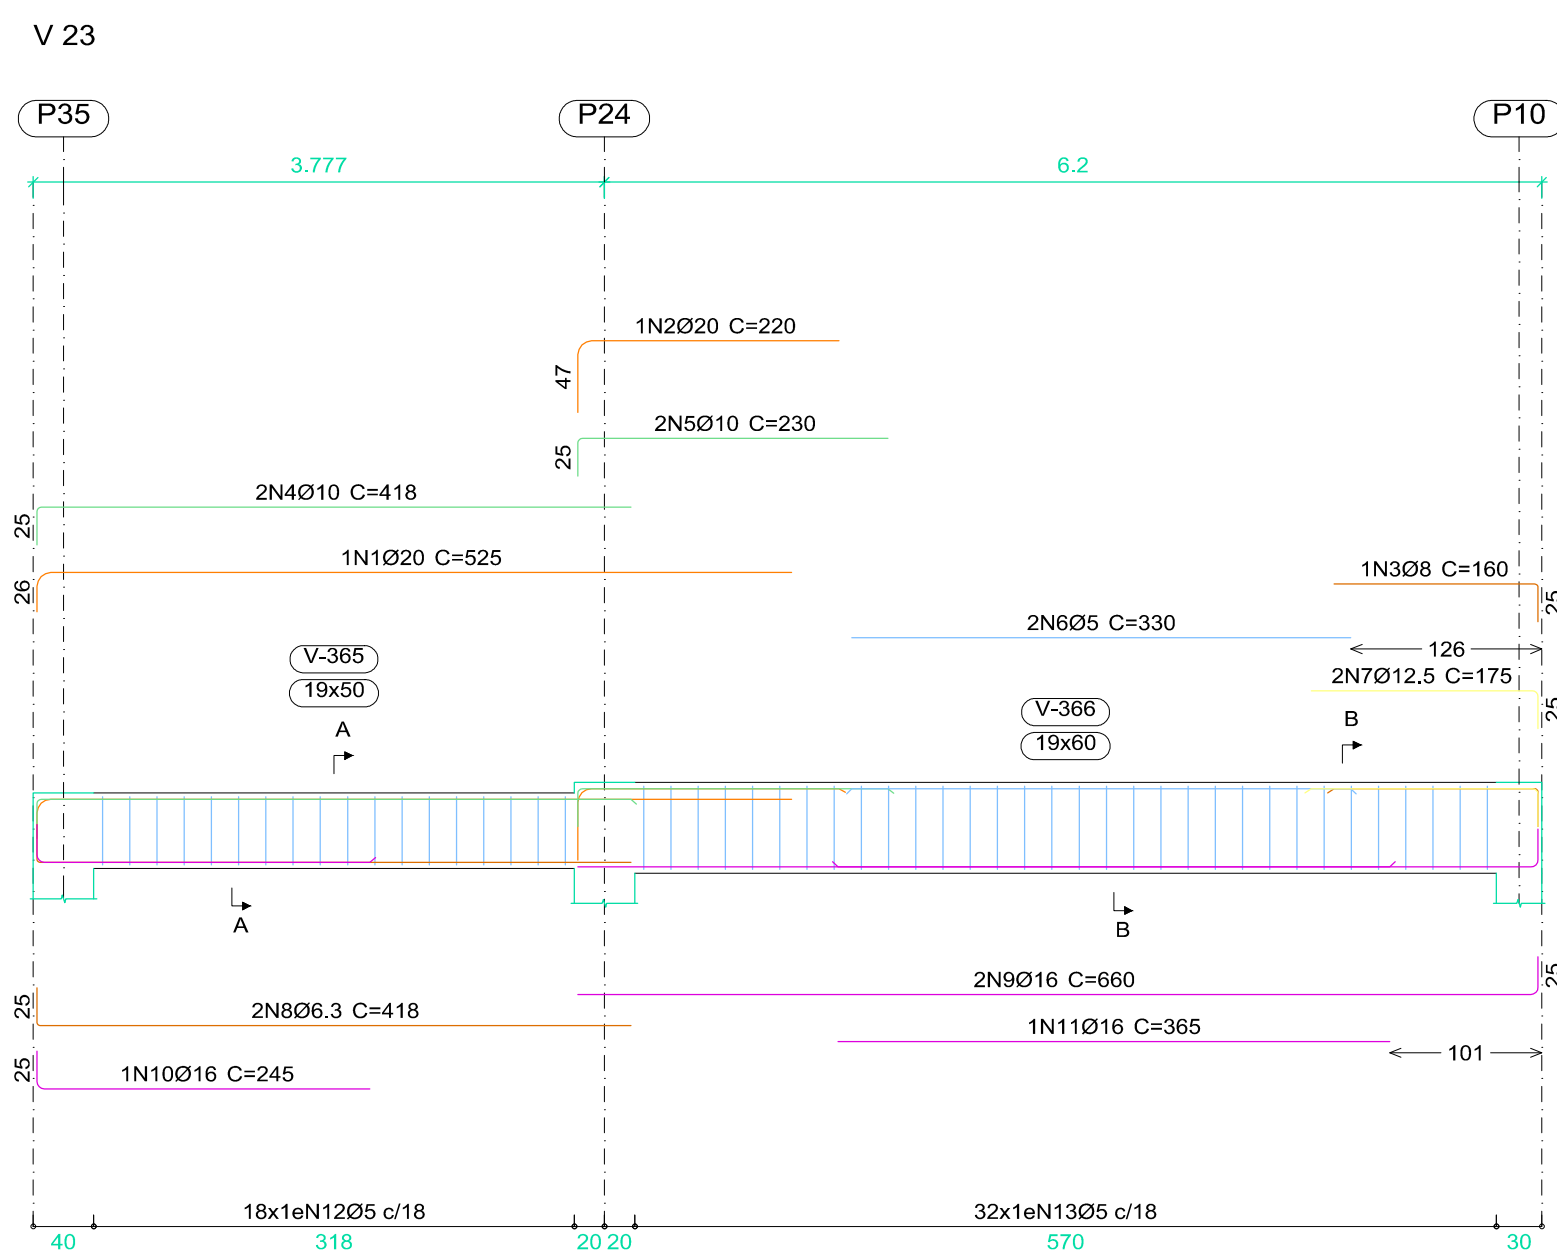 V 23
P35
P24
P10
3.777
6.2
1N2Ø20 C=220
47
2N5Ø10 C=230
25
2N4Ø10 C=418
25
1N1Ø20 C=525
26
1N3Ø8 C=160
25
2N6Ø5 C=330
126
2N7Ø12.5 C=175
25
V-365
19x50
A
V-366
19x60
B
A
B
2N9Ø16 C=660
25
2N8Ø6.3 C=418
25
1N11Ø16 C=365
101
1N10Ø16 C=245
25
18x1eN12Ø5 c/18
32x1eN13Ø5 c/18
40
318
20
20
570
30